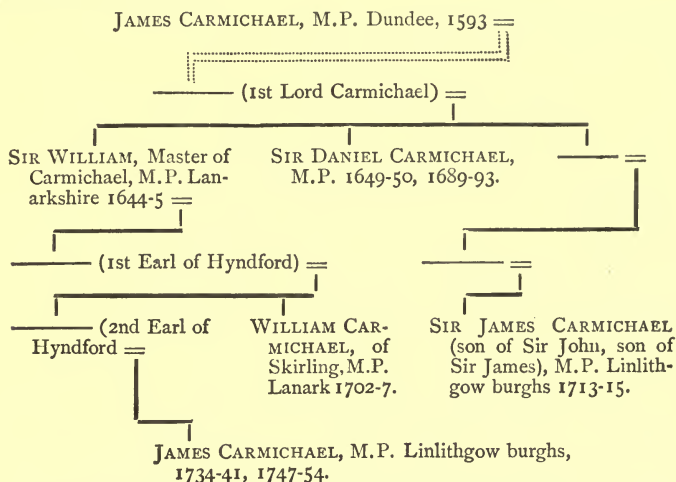 JAMES CARMICHAEL, M.P. Dundee, 1593
(1st Lord Carmichael)
SIR WILLIAM, Master of
Carmichael, M.P. Lan-
arkshire 1644-5
SIR DANIEL CARMICHAEL,
M.P. 1649-50, 1689-93.
(1st Earl of Hyndford)
(2nd Earl of
Hyndford
WILLIAM CAR-
MICHAEL, of
Skirling, M.P.
Lanark 1702-7.
SIR JAMES CARMICHAEL
(son of Sir John, son of
Sir James), M.P. Linlith-
gow burghs 1713-15.
JAMES CARMICHAEL, M.P. Linlithgow burghs,
1734-41, 1747-54.